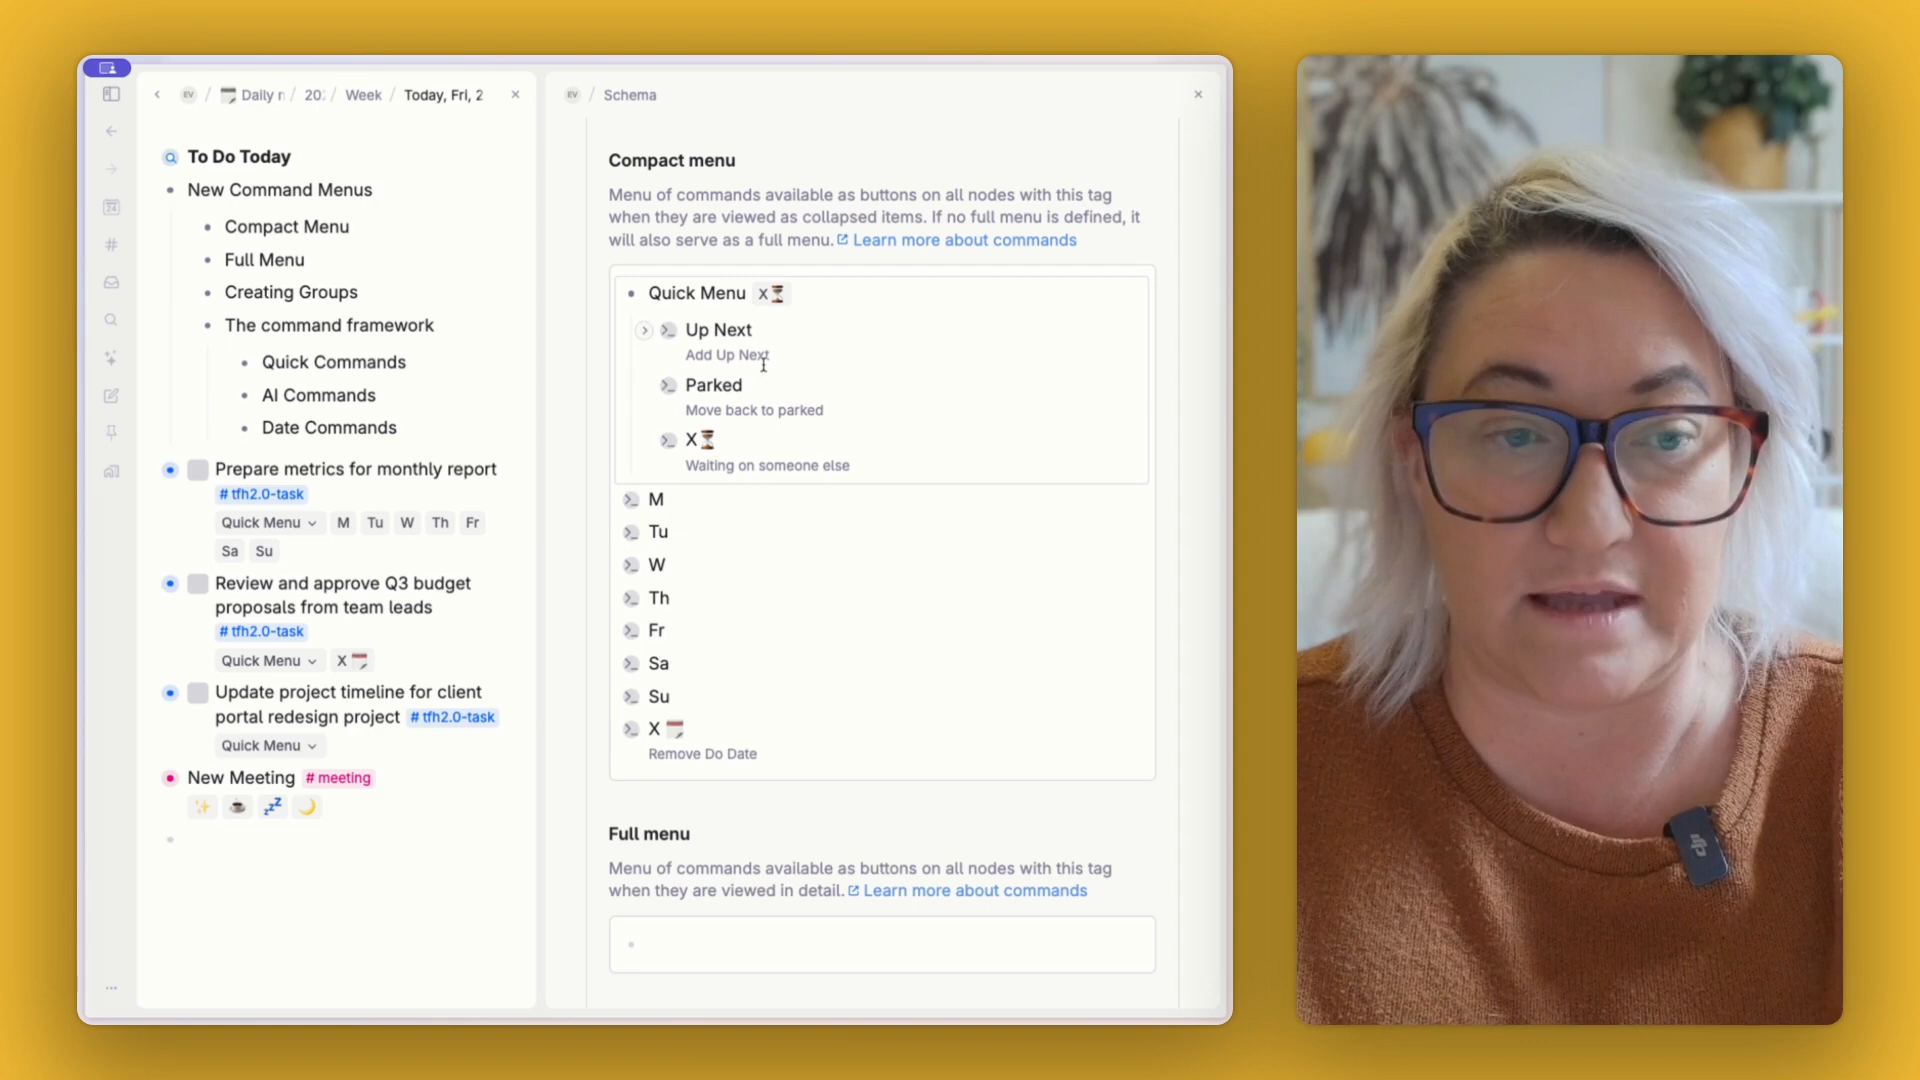 EV / Daily n / 20 / Week / Today, Fri, 2
24
To Do Today
New Command Menus
Compact Menu
Full Menu
Creating Groups
The command framework
Quick Commands
AI Commands
Date Commands
Prepare metrics for monthly report
# tfh2.0-task
Quick Menu M Tu W Th Fr
Sa Su
Review and approve Q3 budget
proposals from team leads
# tfh2.0-task
Quick Menu X
Update project timeline for client
portal redesign project # tfh2.0-task
Quick Menu
New Meeting # meeting
EV / Schema
Compact menu
Menu of commands available as buttons on all nodes with this tag
when they are viewed as collapsed items. If no full menu is defined, it
will also serve as a full menu. Learn more about commands
Quick Menu X⏳
Up Next
Add Up Next
Parked
Move back to parked
X⏳
Waiting on someone else
M
Tu
W
Th
Fr
Sa
Su
X
Remove Do Date
Full menu
Menu of commands available as buttons on all nodes with this tag
when they are viewed in detail. Learn more about commands
dji